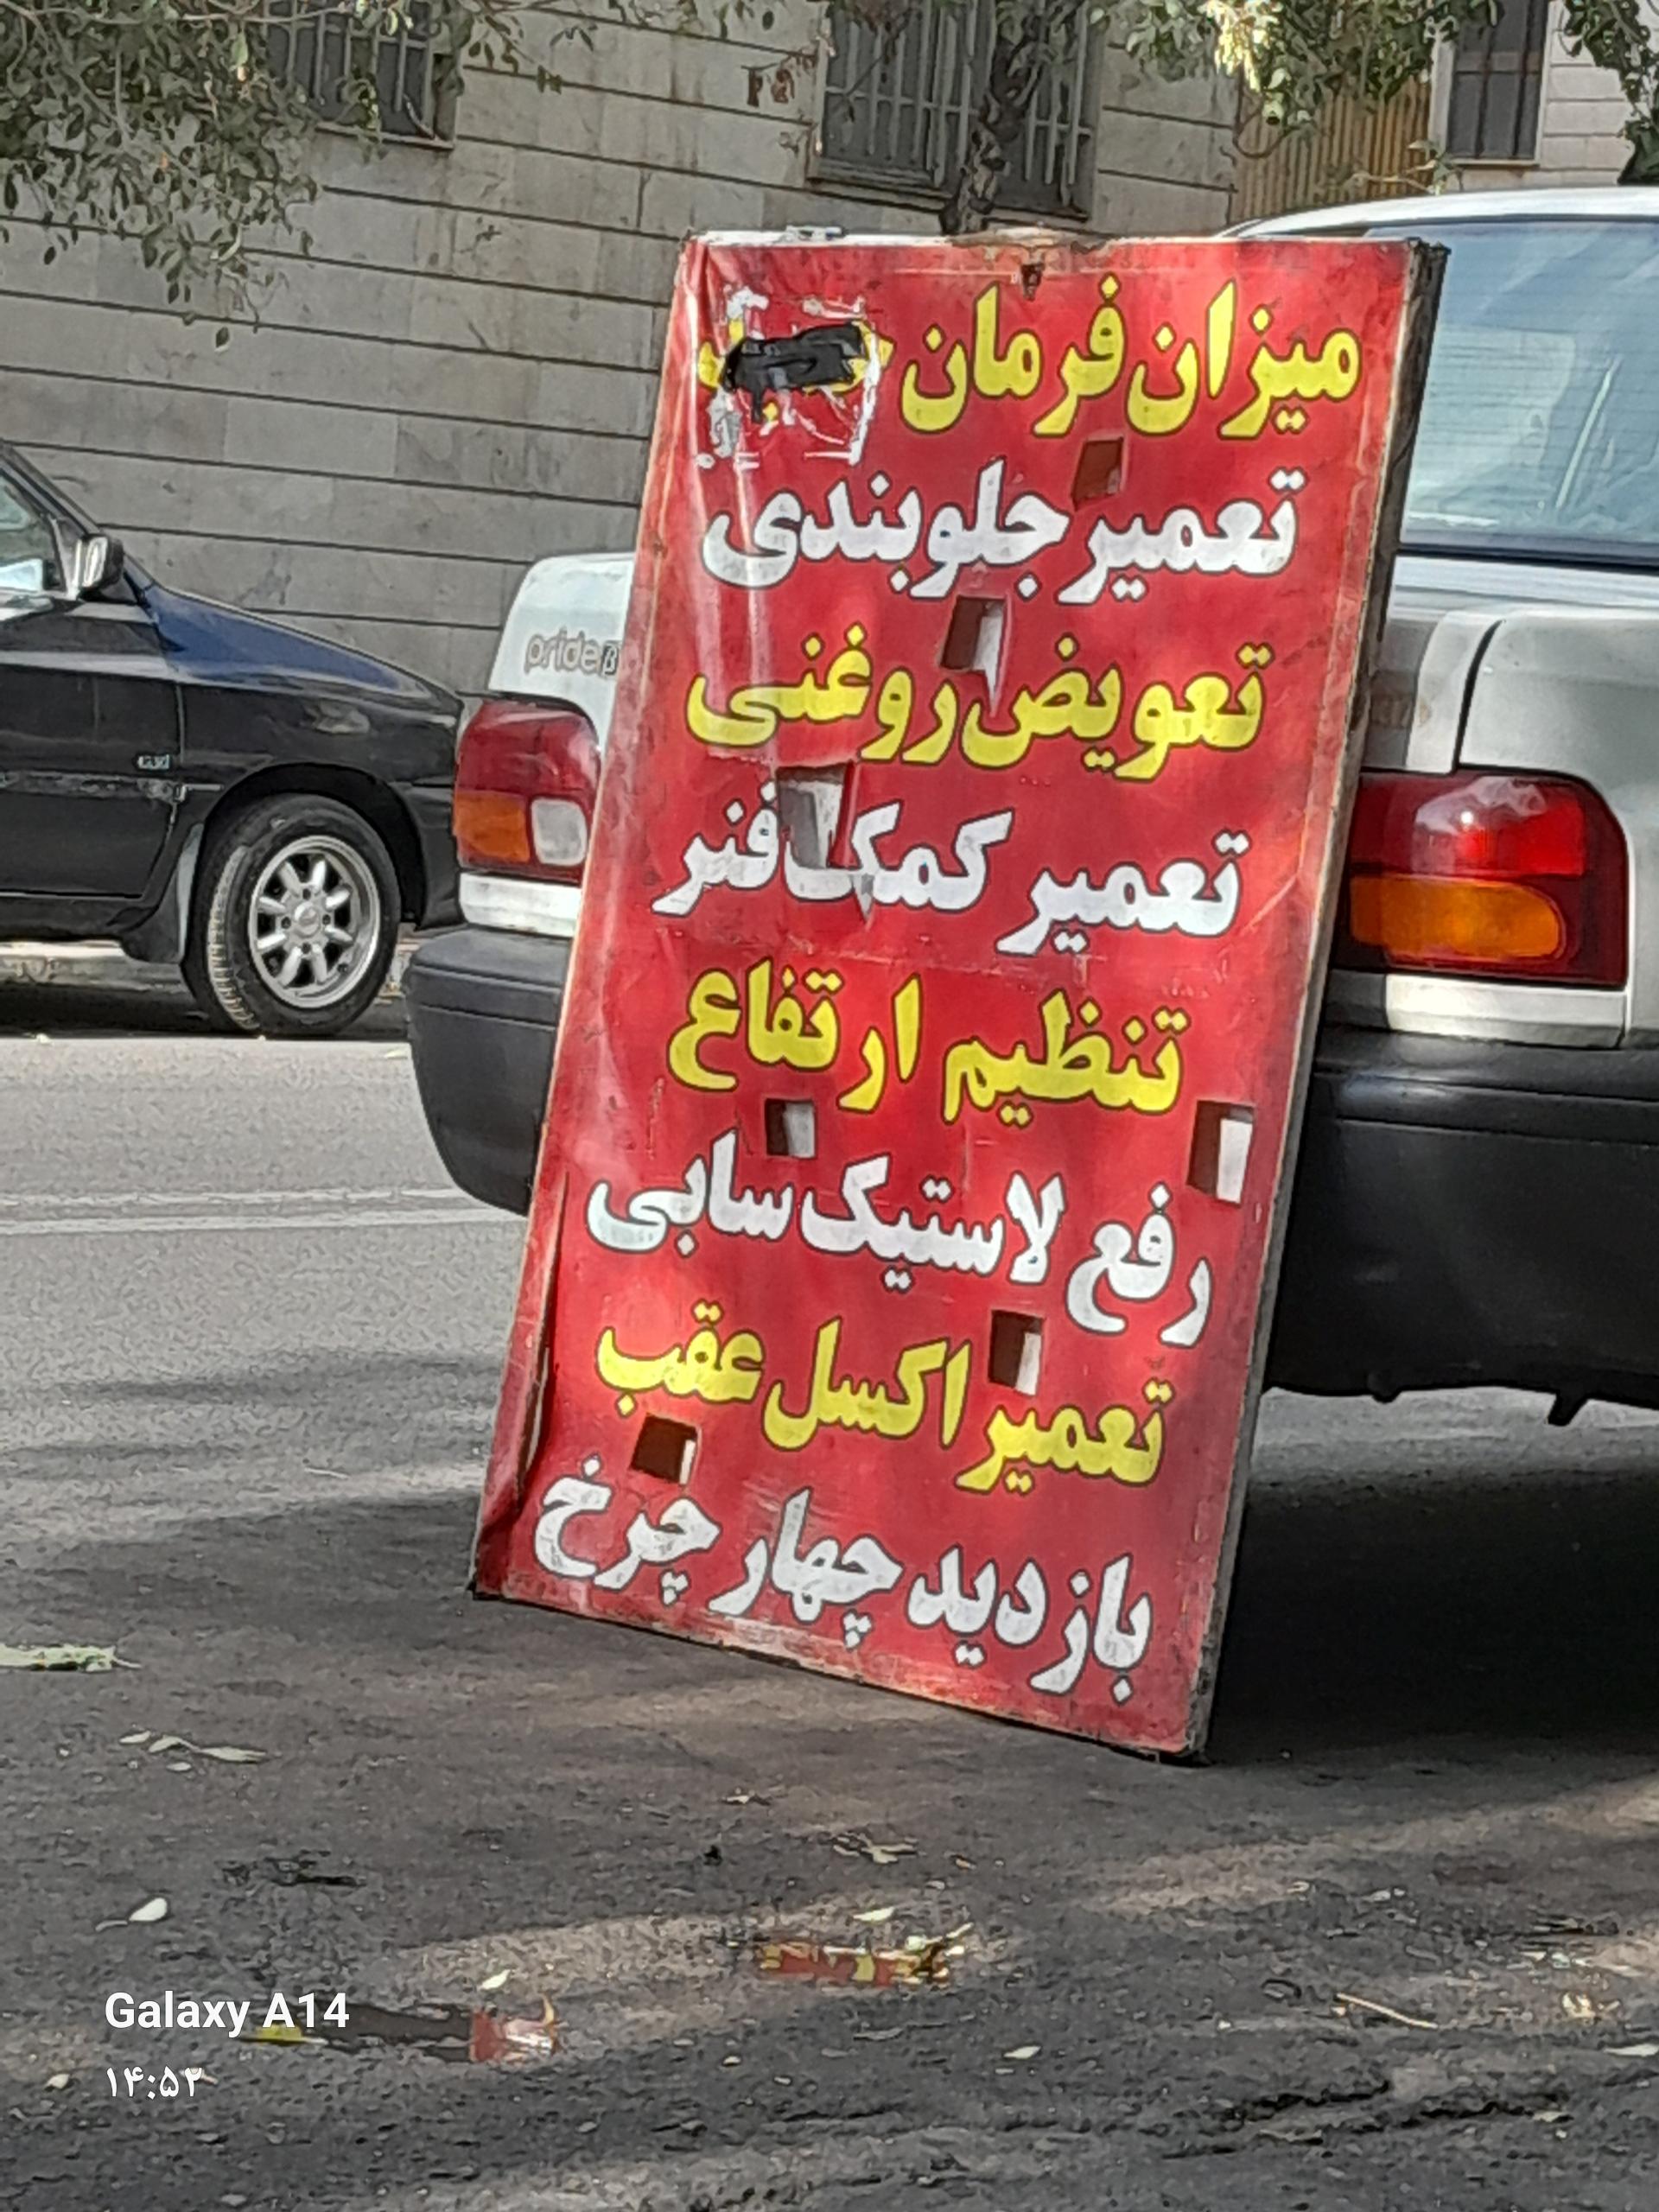 میزان فرمان
تعمیر جلوبندی
تعویض روغنی
تعمیر کمک فنر
تنظیم ارتفاع
رفع لاستیک سابی
تعمیر اکسل عقب
بازدید چهار چرخ
pride
Galaxy A14
۱۴:۵۲